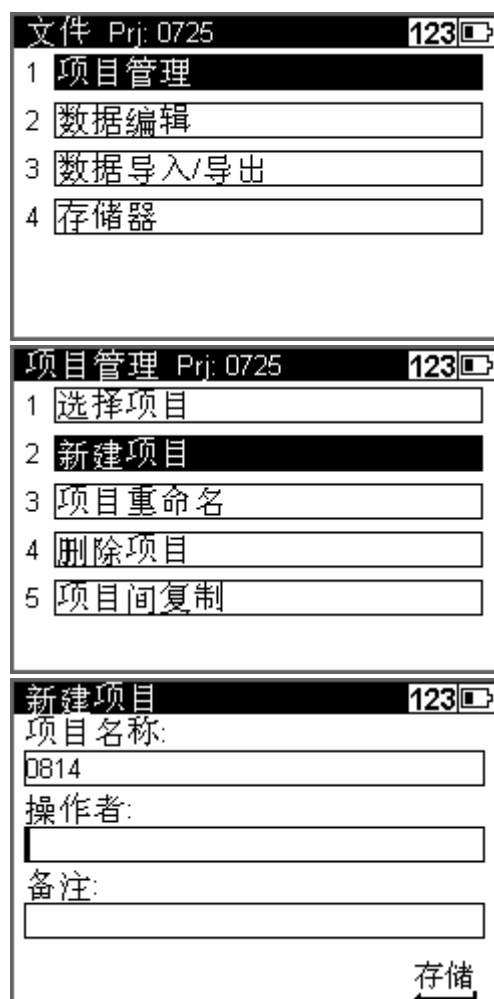 文件 Prj: 0725 123
1 项目管理
2 数据编辑
3 数据导入/导出
4 存储器
项目管理 Prj: 0725 123
1 选择项目
2 新建项目
3 项目重命名
4 删除项目
5 项目间复制
新建项目 123
项目名称:
0814
操作者:
备注:
存储